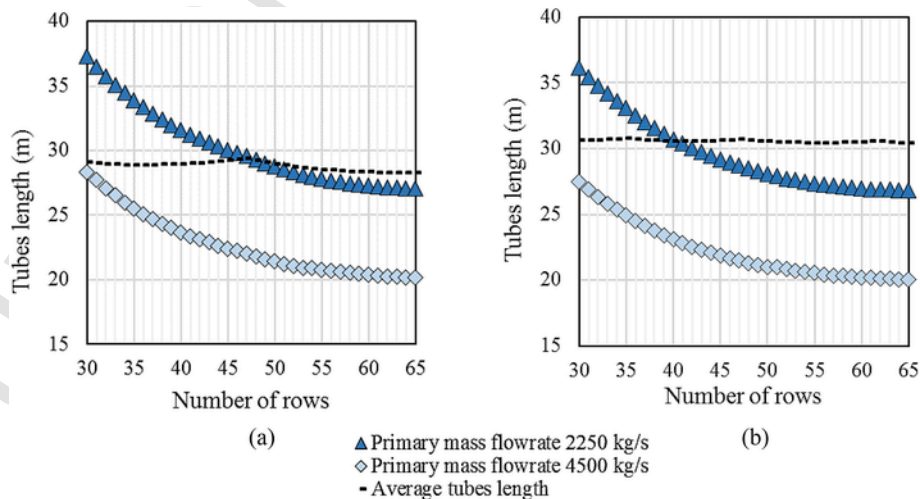 40
35
30
25
20
15
Tubes length (m)
30 35 40 45 50 55 60 65
Number of rows
(a)
40
35
30
25
20
15
Tubes length (m)
30 35 40 45 50 55 60 65
Number of rows
(b)
Primary mass flowrate 2250 kg/s
Primary mass flowrate 4500 kg/s
Average tubes length